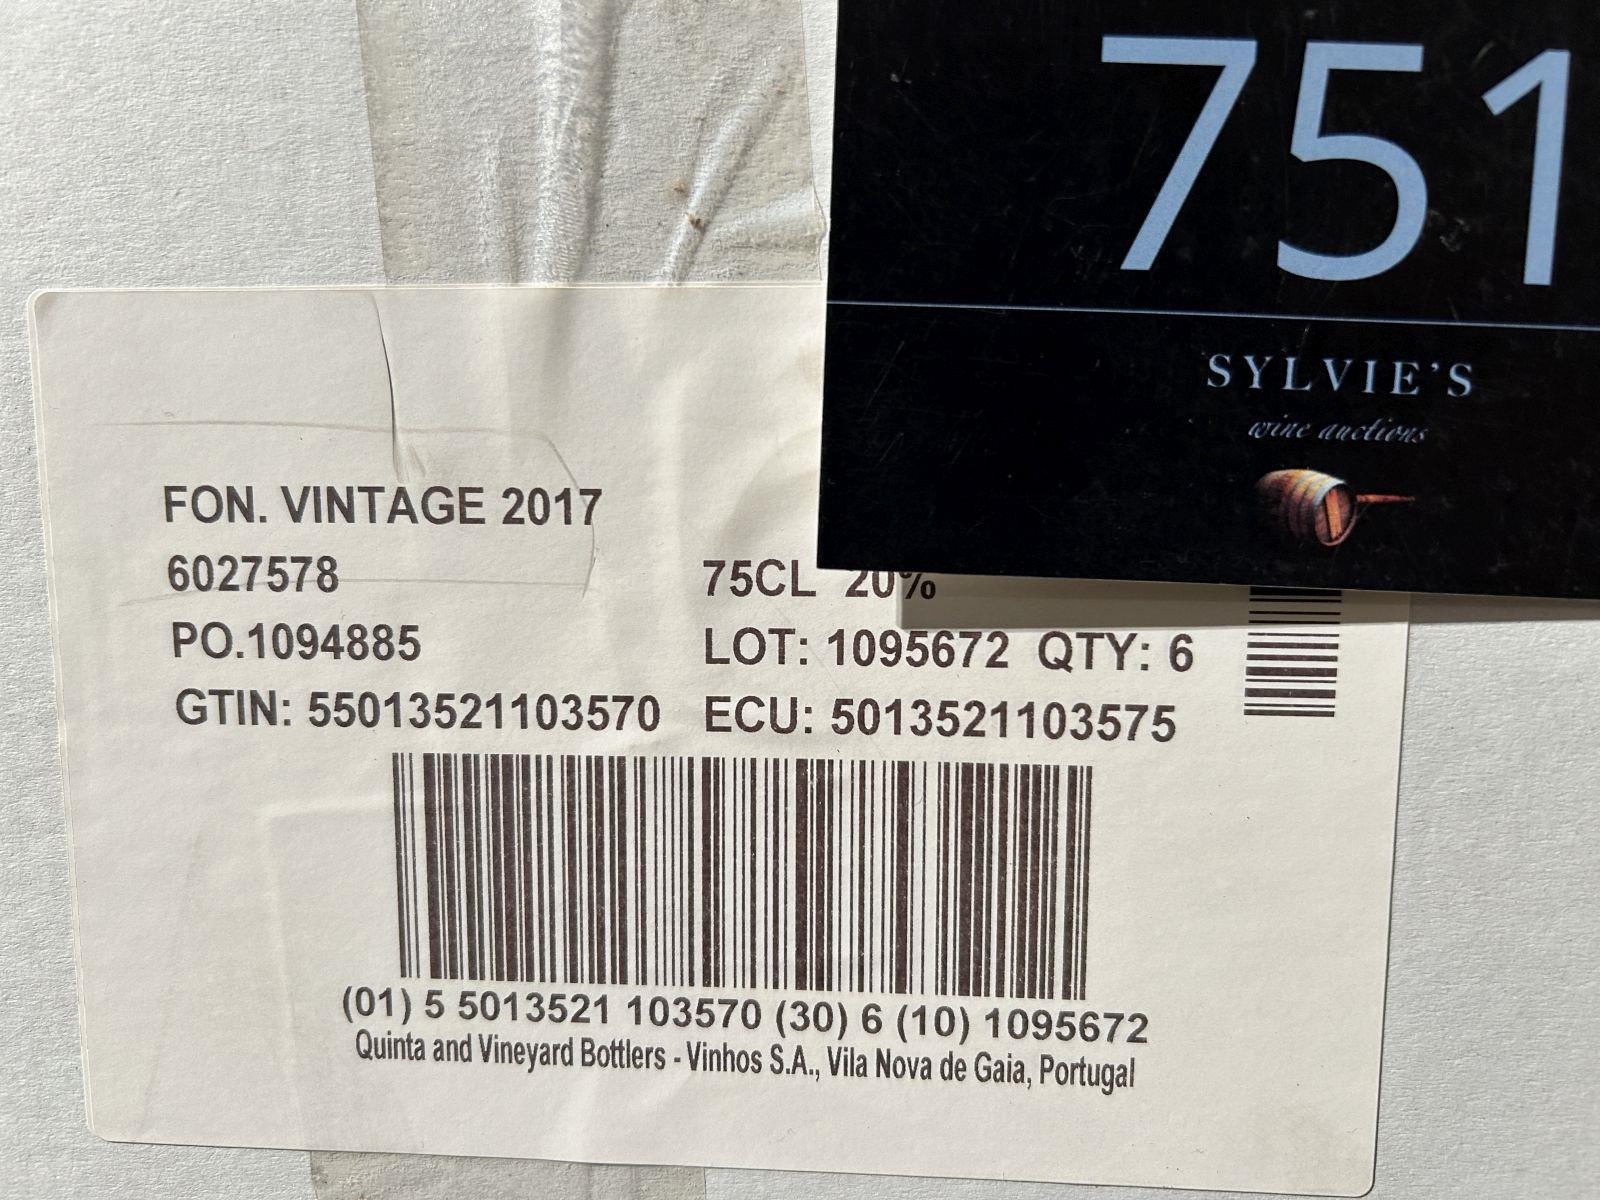 751
SYLVIE'S
wine auctions
FON. VINTAGE 2017
6027578
75CL 20%
PO.1094885
LOT: 1095672 QTY: 6
GTIN: 55013521103570
ECU: 5013521103575
(01) 5 5013521 103570 (30) 6 (10) 1095672
Quinta and Vineyard Bottlers - Vinhos S.A., Vila Nova de Gaia, Portugal